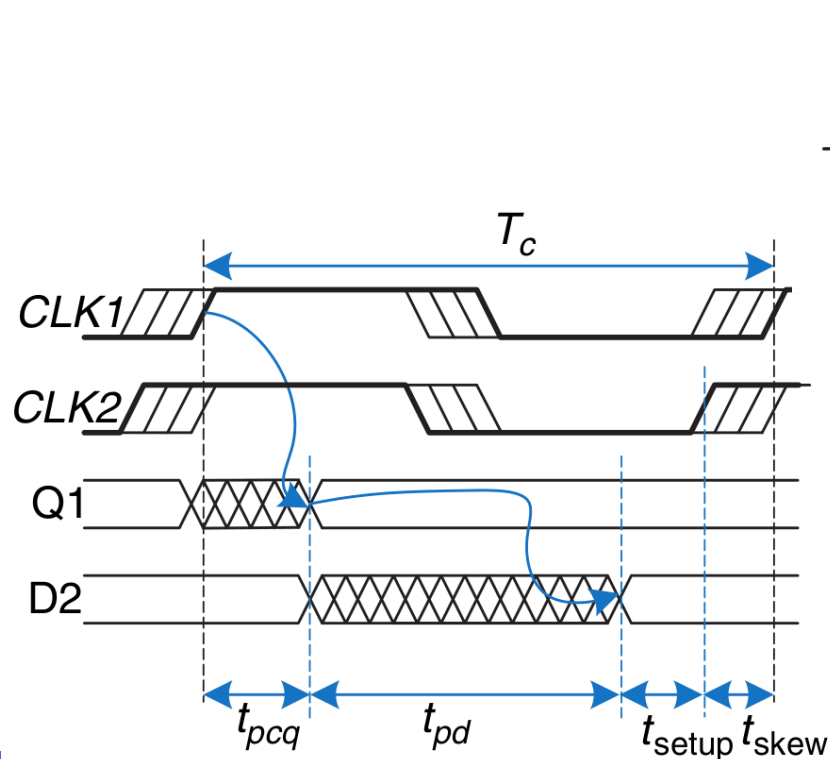 Tc
CLK1
CLK2
Q1
D2
tpcq tpd tsetup tskew